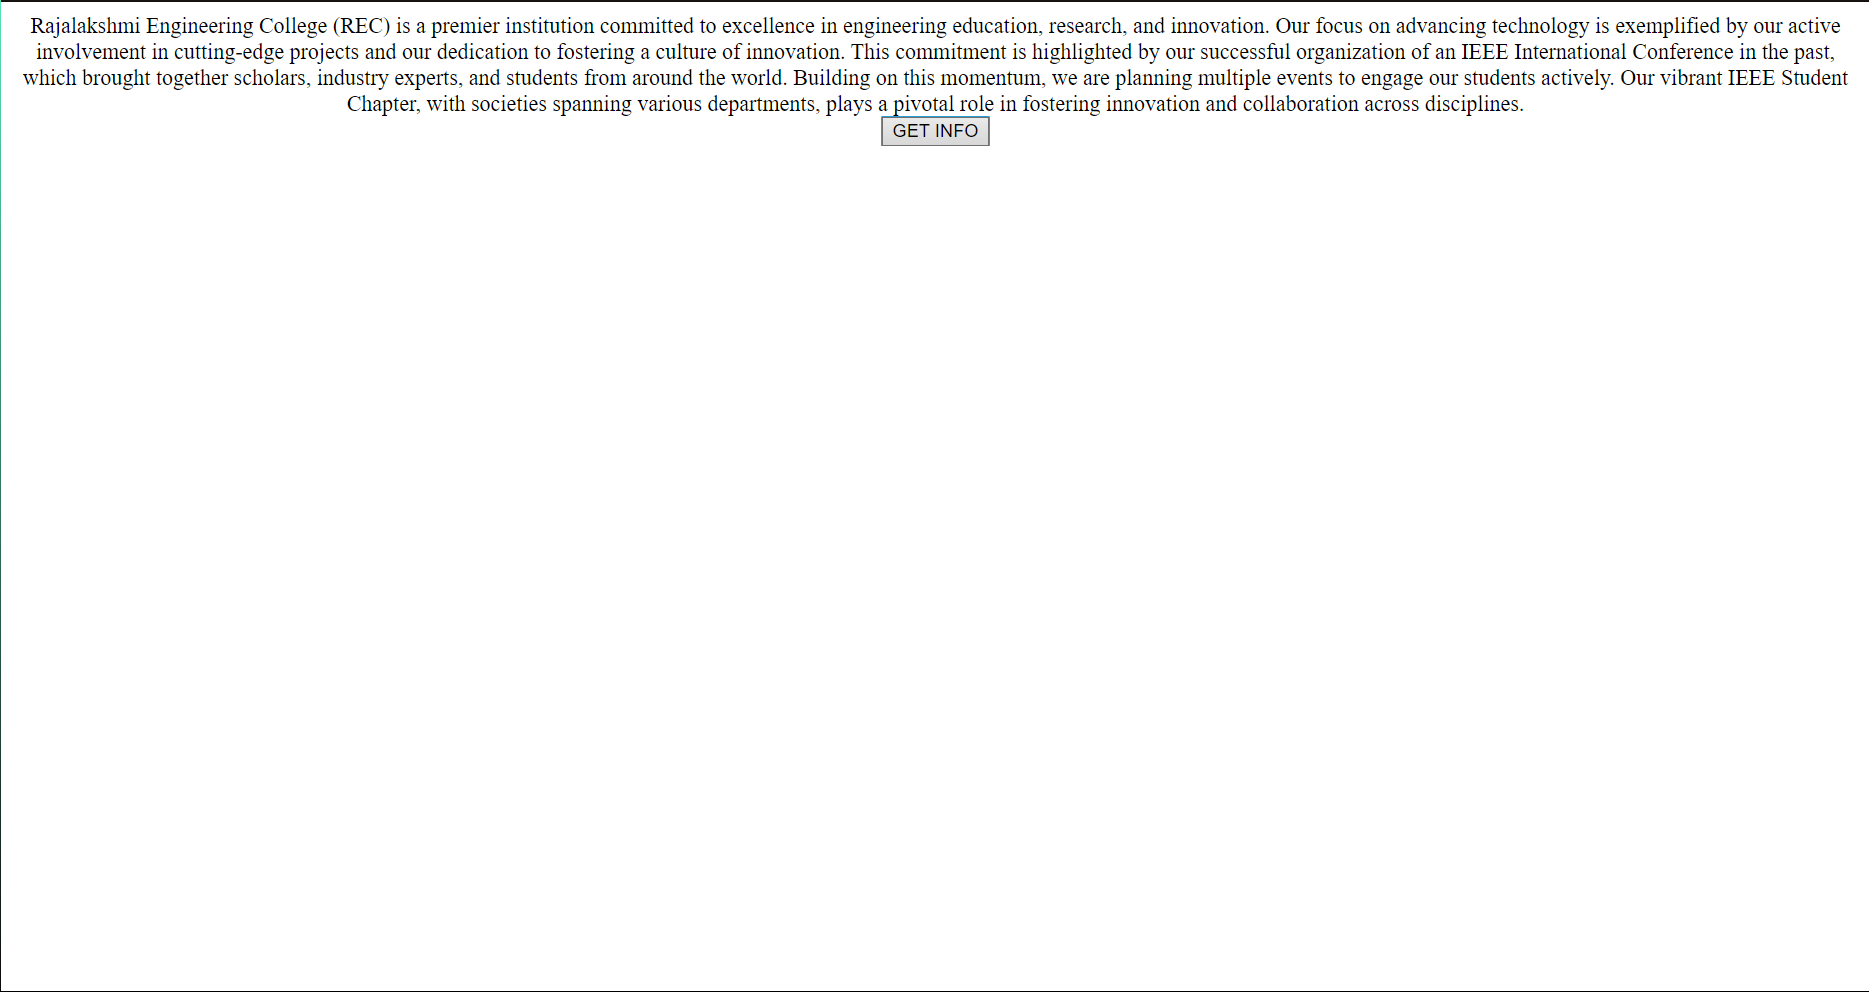 Rajalakshmi Engineering College (REC) is a premier institution committed to excellence in engineering education, research, and innovation. Our focus on advancing technology is exemplified by our active
involvement in cutting-edge projects and our dedication to fostering a culture of innovation. This commitment is highlighted by our successful organization of an IEEE International Conference in the past,
which brought together scholars, industry experts, and students from around the world. Building on this momentum, we are planning multiple events to engage our students actively. Our vibrant IEEE Student
Chapter, with societies spanning various departments, plays a pivotal role in fostering innovation and collaboration across disciplines.
GET INFO